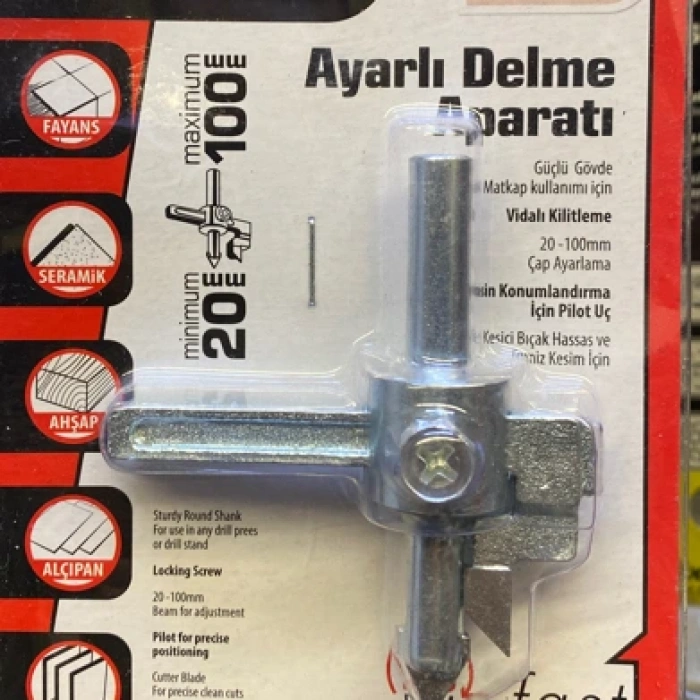 Ayarlı Delme
Aparatı
maximum
100mm
minimum
20mm
FAYANS
SERAMİK
AHŞAP
ALÇIPAN
Güçlü Gövde
Matkap kullanımı için
Vidalı Kilitleme
20 -100mm
Çap Ayarlama
Konumlandırma
İçin Pilot Uç
Kesici Bıçak Hassas ve
Kesim İçin
Sturdy Round Shank
For use in any drill prees
or drill stand
Locking Screw
20 -100mm
Beam for adjustment
Pilot for precise
positioning
Cutter Blade
For precise clean cuts